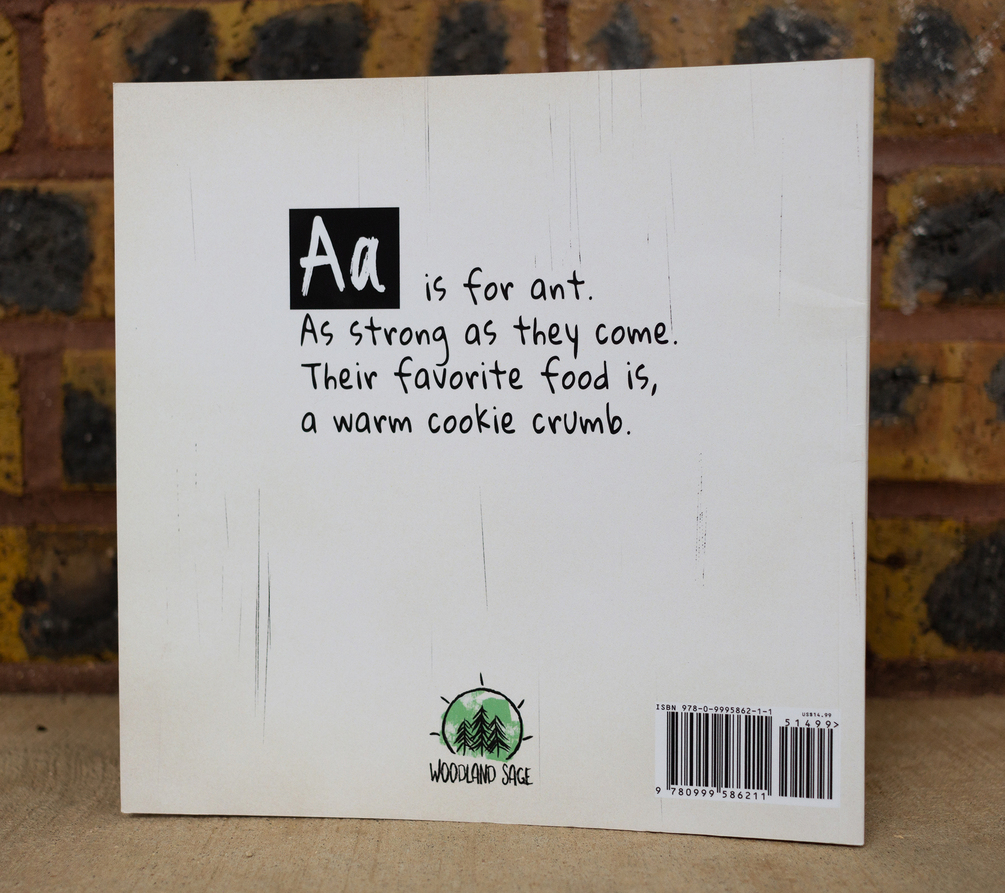 Aa is for ant.
As strong as they come.
Their favorite food is,
a warm cookie crumb.
WOODLAND SAGE
ISBN 978-0-9995862-1-1
US$14.99
51499>
9 780999 586211